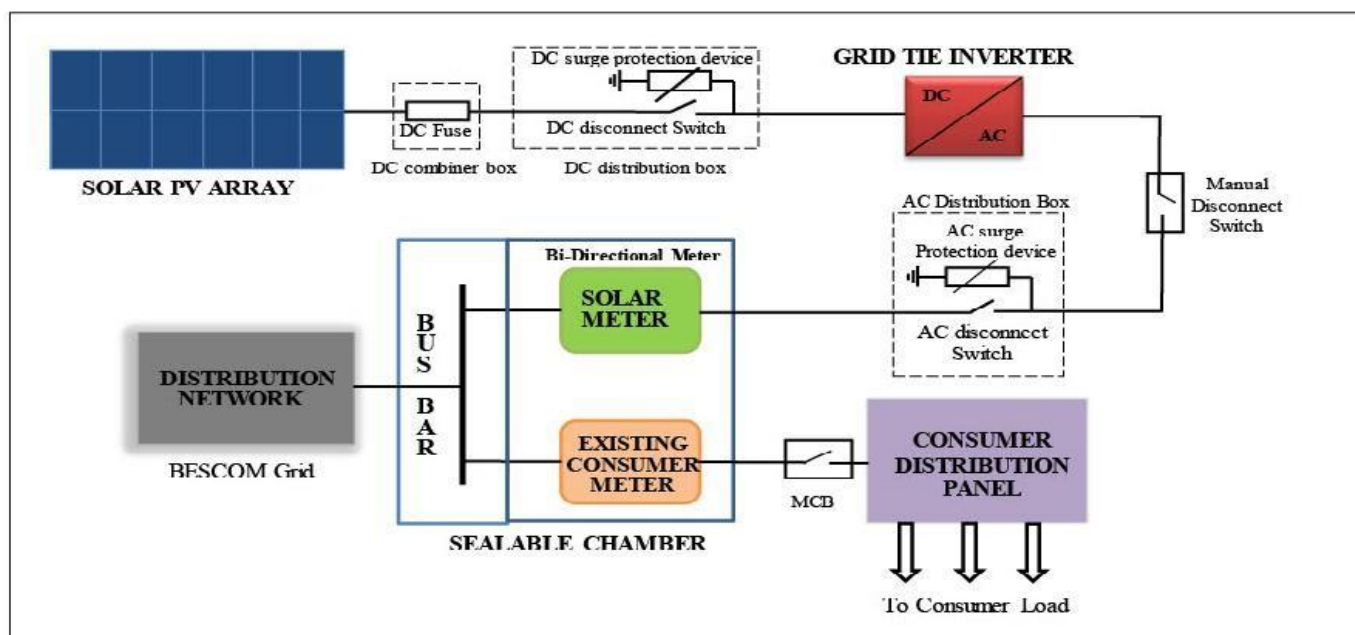 DC surge protection device
GRID TIE INVERTER
DC
AC
DC Fuse
DC disconnect Switch
DC combiner box
DC distribution box
SOLAR PV ARRAY
Manual
Disconnect
Switch
AC Distribution Box
AC surge
Protection device
AC disconnect
Switch
Bi-Directional Meter
SOLAR
METER
BUS
BAR
DISTRIBUTION
NETWORK
BESCOM Grid
EXISTING
CONSUMER
METER
MCB
CONSUMER
DISTRIBUTION
PANEL
SEALABLE CHAMBER
To Consumer Load